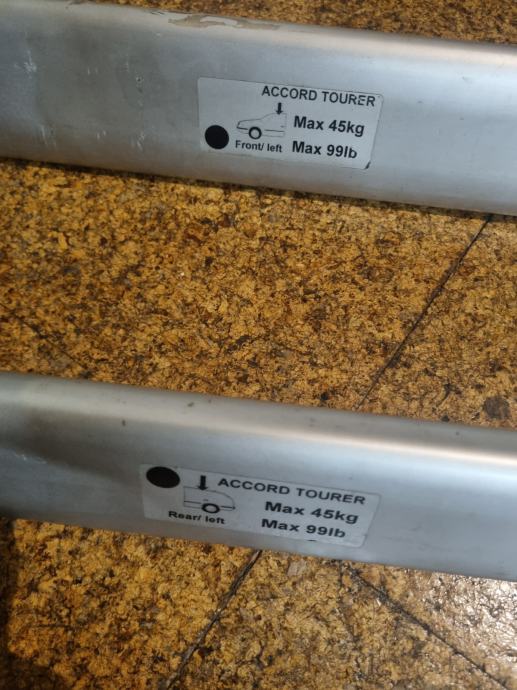 ACCORD TOURER
Max 45kg
Front/ left Max 99lb
ACCORD TOURER
Max 45kg
Rear/ left Max 99lb